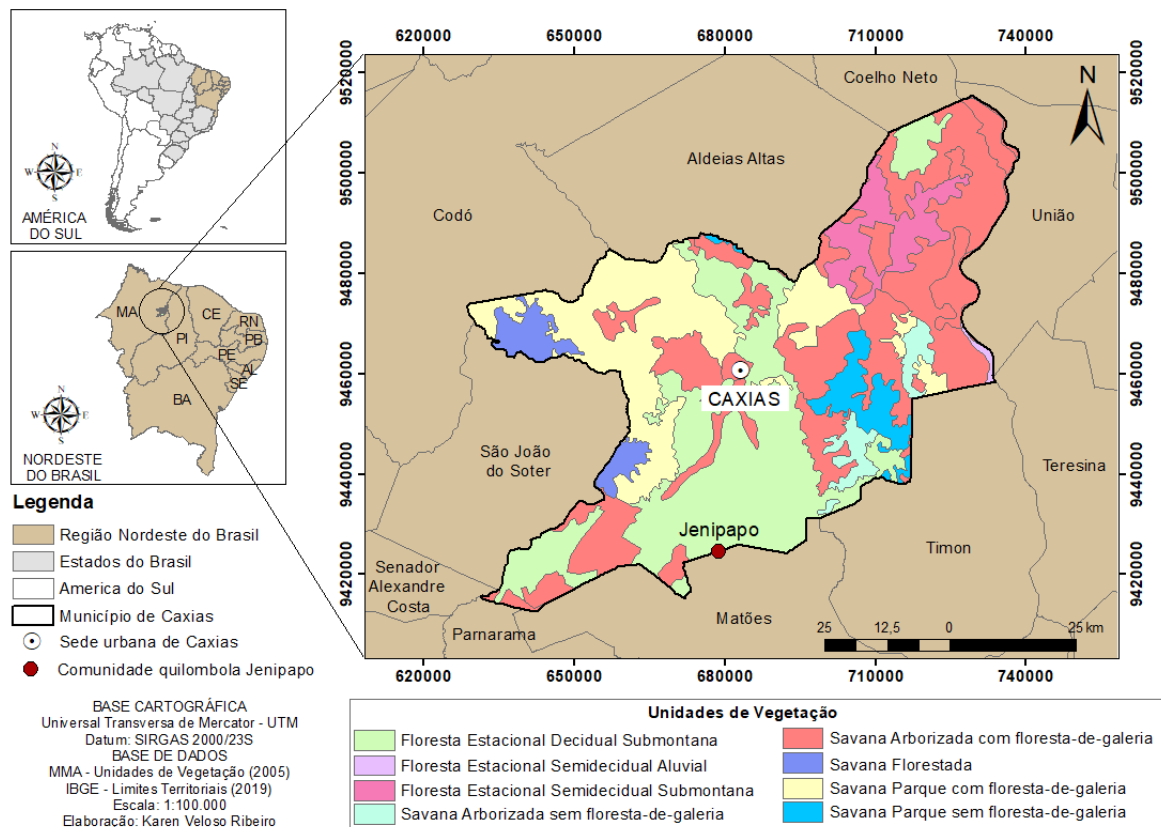 W
N
E
S
AMÉRICA
DO SUL
MA
CE
RN
PB
PI
PE
AL
SE
BA
W
N
E
S
NORDESTE
DO BRASIL
Legenda
Região Nordeste do Brasil
Estados do Brasil
America do Sul
Município de Caxias
Sede urbana de Caxias
Comunidade quilombola Jenipapo
BASE CARTOGRÁFICA
Universal Transversa de Mercator - UTM
Datum: SIRGAS 2000/23S
BASE DE DADOS
MMA - Unidades de Vegetação (2005)
IBGE - Limites Territoriais (2019)
Escala: 1:100.000
Elaboração: Karen Veloso Ribeiro
620000 650000 680000 710000 740000
9520000 9520000
9500000 9500000
9480000 9480000
9460000 9460000
9440000 9440000
9420000 9420000
N
Coelho Neto
Aldeias Altas
Codó
União
CAXIAS
São João
do Soter
Teresina
Jenipapo
Timon
Senador
Alexandre
Costa
Matões
Parnarama
25 12,5 0 25 km
620000 650000 680000 710000 740000
Unidades de Vegetação
Floresta Estacional Decidual Submontana
Floresta Estacional Semidecidual Aluvial
Floresta Estacional Semidecidual Submontana
Savana Arborizada sem floresta-de-galeria
Savana Arborizada com floresta-de-galeria
Savana Florestada
Savana Parque com floresta-de-galeria
Savana Parque sem floresta-de-galeria